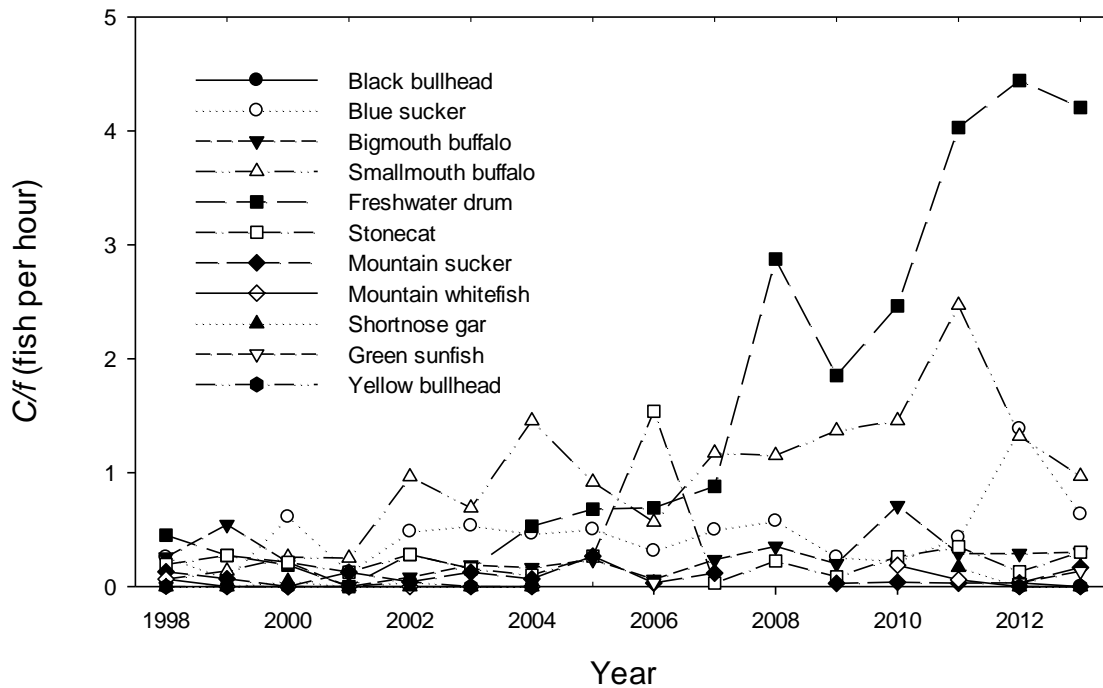 5
4
3
2
1
0
C/f (fish per hour)
Black bullhead
Blue sucker
Bigmouth buffalo
Smallmouth buffalo
Freshwater drum
Stonecat
Mountain sucker
Mountain whitefish
Shortnose gar
Green sunfish
Yellow bullhead
1998 2000 2002 2004 2006 2008 2010 2012
Year